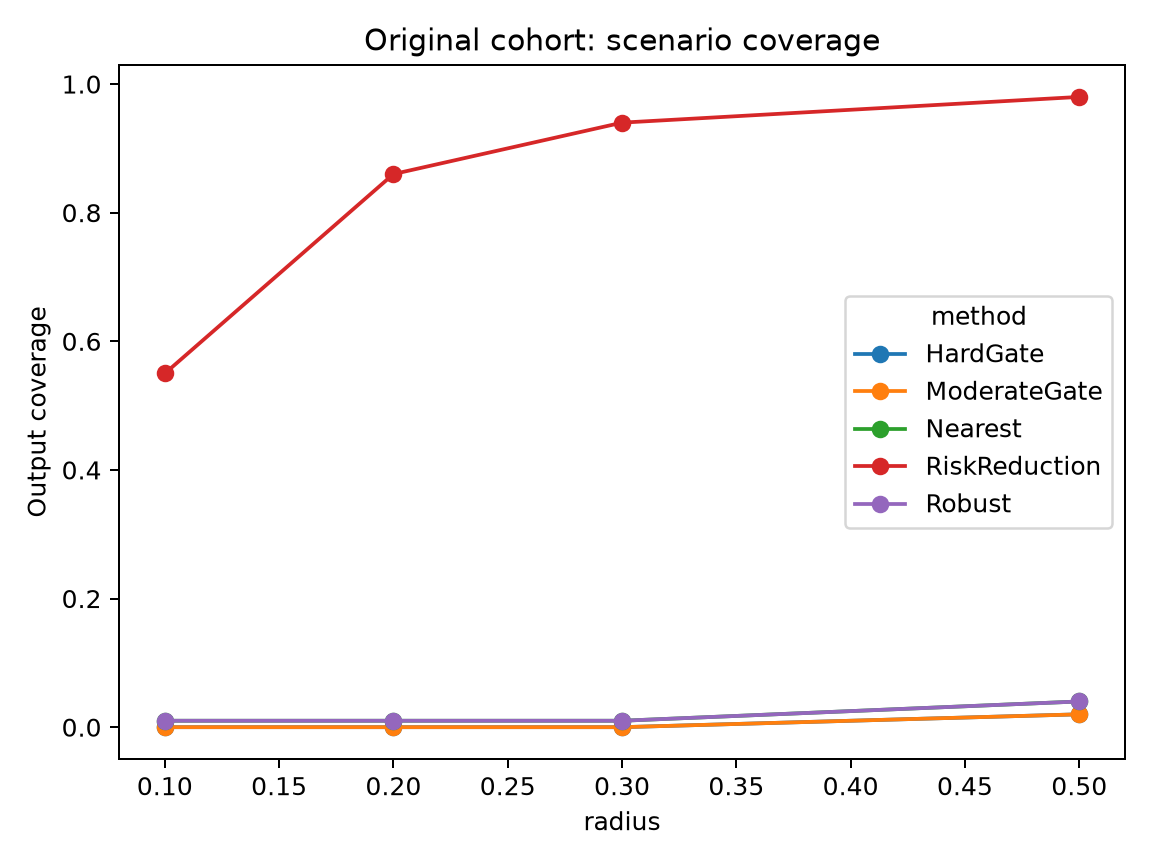 Original cohort: scenario coverage
1.0
0.8
0.6
0.4
0.2
0.0
Output coverage
method
HardGate
ModerateGate
Nearest
RiskReduction
Robust
0.10 0.15 0.20 0.25 0.30 0.35 0.40 0.45 0.50
radius